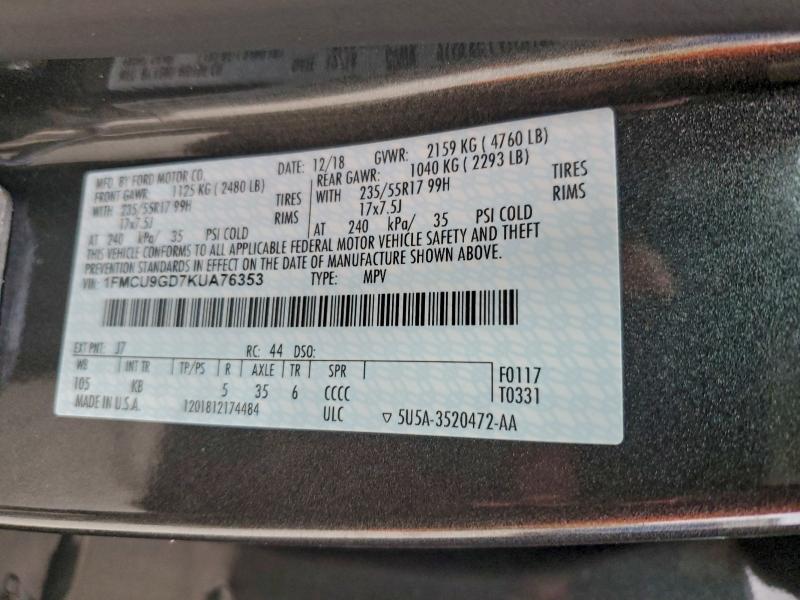 MFD. BY FORD MOTOR CO.
DATE: 12/18 GVWR: 2159 KG ( 4760 LB)
FRONT GAWR: 1125 KG ( 2480 LB)
REAR GAWR: 1040 KG ( 2293 LB)
WITH 235/55R17 99H TIRES
WITH 235/55R17 99H TIRES
17x7.5J RIMS
17x7.5J RIMS
AT 240 kPa/ 35 PSI COLD
AT 240 kPa/ 35 PSI COLD
THIS VEHICLE CONFORMS TO ALL APPLICABLE FEDERAL MOTOR VEHICLE SAFETY AND THEFT
PREVENTION STANDARDS IN EFFECT ON THE DATE OF MANUFACTURE SHOWN ABOVE.
VIN: 1FMCU9GD7KUA76353 TYPE: MPV
EXT PNT: J7 RC: 44 DSO:
WB INT TR TP/PS R AXLE TR SPR
105 KB 5 35 6 CCCC
F0117
T0331
MADE IN U.S.A. 1201812174484 ULC ▽ 5U5A-3520472-AA